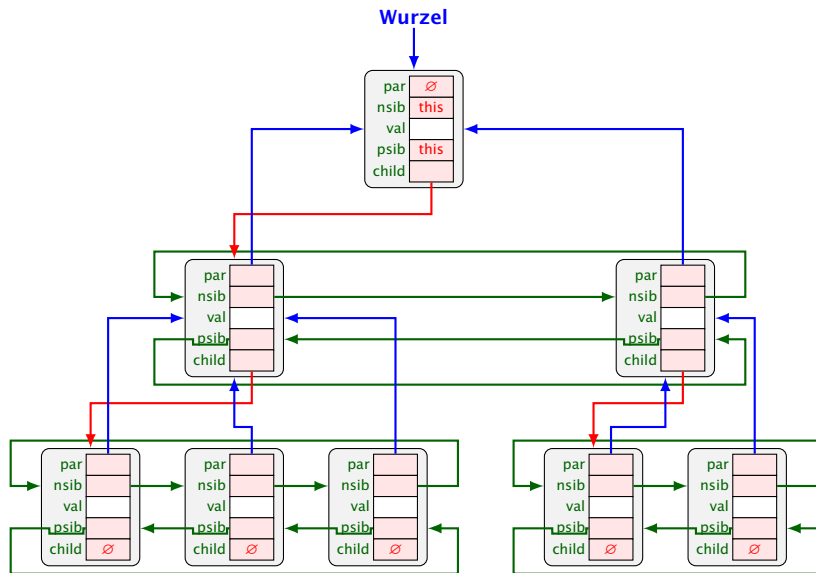 Wurzel
par ∅
nsib this
val
psib this
child
par par
nsib nsib
val val
psib psib
child child
par par par par par
nsib nsib nsib nsib nsib
val val val val val
psib psib psib psib psib
child ∅ child ∅ child ∅ child ∅ child ∅